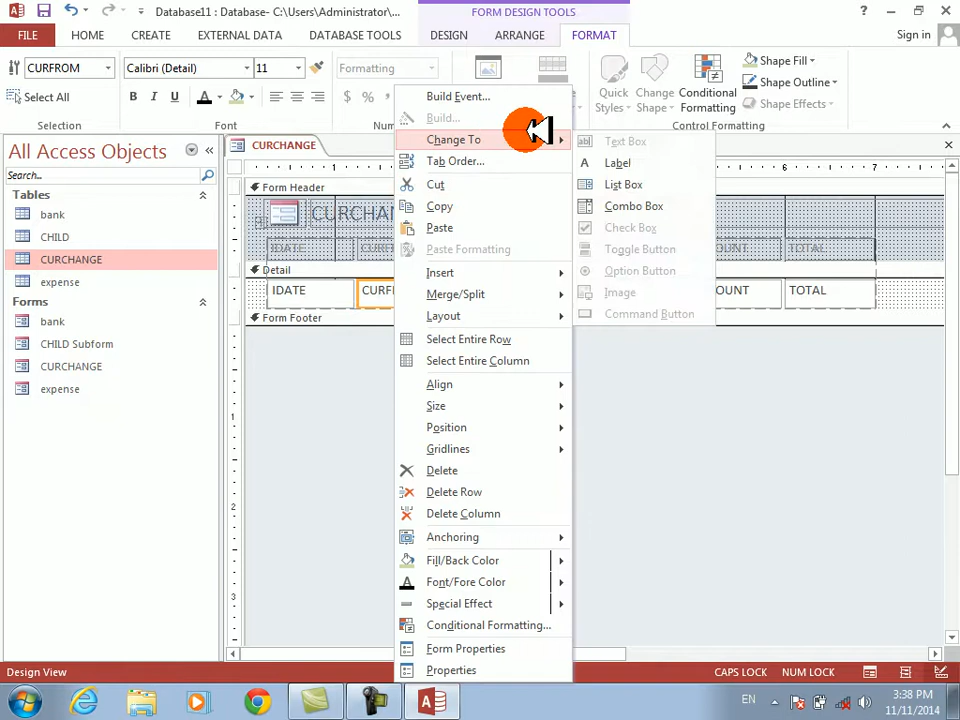 Database11 : Database- C:\Users\Administrator/...
FORM DESIGN TOOLS
FILE
HOME
CREATE
EXTERNAL DATA
DATABASE TOOLS
DESIGN
ARRANGE
FORMAT
Sign in
CURFROM
Calibri (Detail)
11
Formatting
Select All
B I U A
$ % ,
Quick Styles
Change Shape
Conditional Formatting
Shape Fill
Shape Outline
Shape Effects
Selection
Font
Control Formatting
All Access Objects
Search...
Tables
bank
CHILD
CURCHANGE
expense
Forms
bank
CHILD Subform
CURCHANGE
expense
CURCHANGE
6
Form Header
IDATE
TOTAL
Detail
IDATE
TOTAL
Form Footer
1
2
3
Build Event...
Build...
Change To
Tab Order...
Cut
Copy
Paste
Paste Formatting
Insert
Merge/Split
Layout
Select Entire Row
Select Entire Column
Align
Size
Position
Gridlines
Delete
Delete Row
Delete Column
Anchoring
Fill/Back Color
Font/Fore Color
Special Effect
Conditional Formatting...
Form Properties
Properties
Text Box
Label
List Box
Combo Box
Check Box
Toggle Button
Option Button
Image
Command Button
Design View
CAPS LOCK
NUM LOCK
EN
3:38 PM
11/11/2014